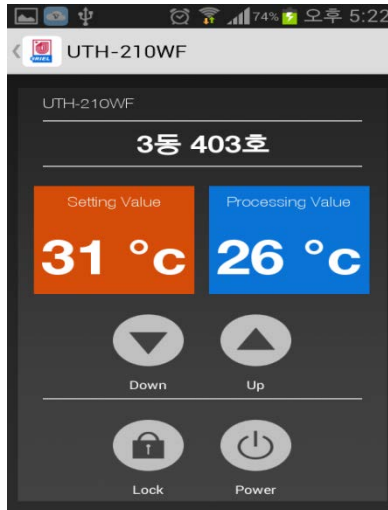 74% 오후 5:22
UTH-210WF
UTH-210WF
3동 403호
Setting Value Processing Value
31 °c 26 °c
Down Up
Lock Power